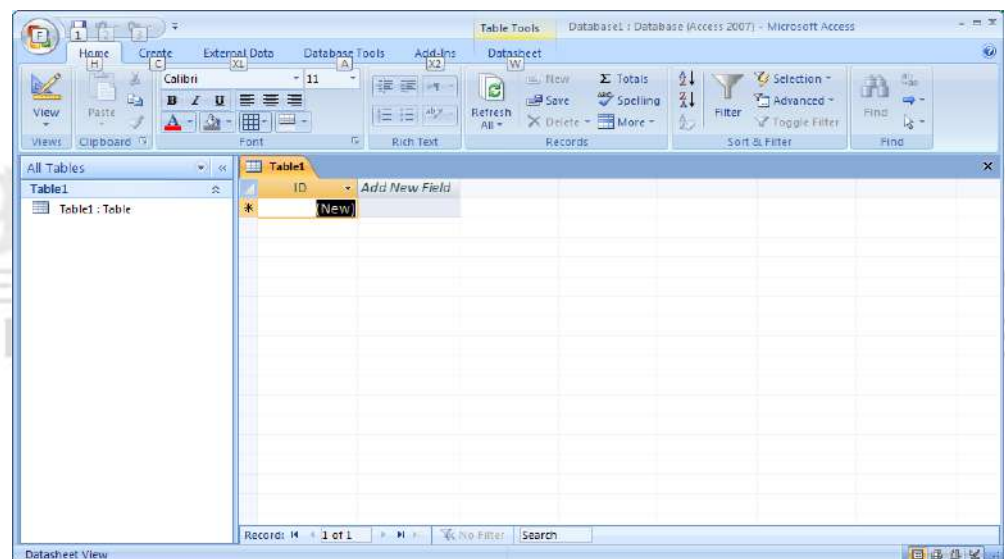 Table Tools Database1 : Database (Access 2007) - Microsoft Access
F 1 2 3
Home Create External Data Database Tools Add-Ins Datasheet
H C X1 A X2 W
Calibri 11
New Σ Totals Selection
View Paste B I U Refresh All Save Spelling Filter Advanced Find
Delete More Toggle Filter
Views Clipboard Font Rich Text Records Sort & Filter Find
All Tables Table1
Table1 ID Add New Field
Table1 : Table (New)
Record: 1 of 1 No Filter Search
Datasheet View